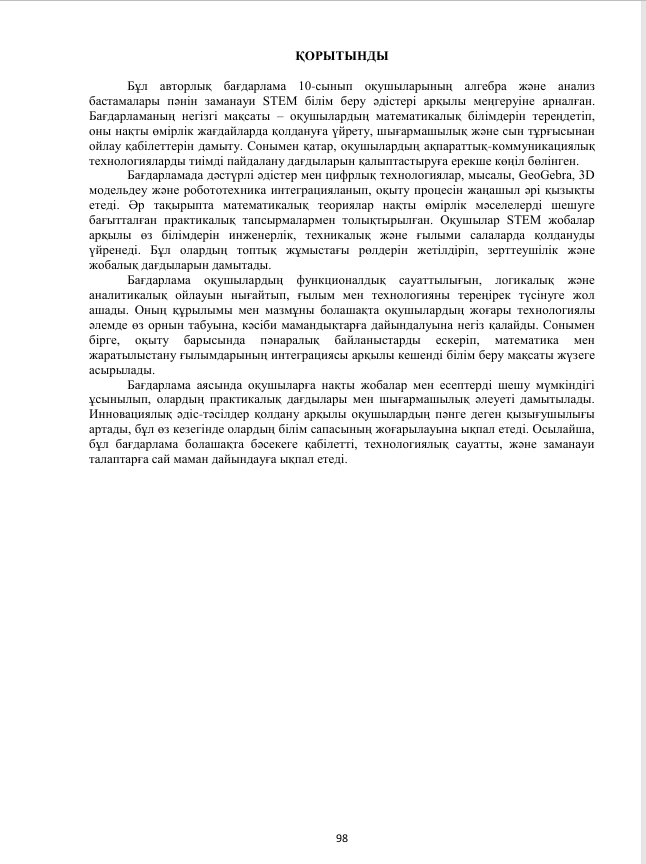 ҚОРЫТЫНДЫ
Бұл авторлық бағдарлама 10-сынып оқушыларының алгебра және анализ
бастамалары пәнін заманауи STEM білім беру әдістері арқылы меңгеруіне арналған.
Бағдарламаның негізгі мақсаты – оқушылардың математикалық білімдерін тереңдетіп,
оны нақты өмірлік жағдайларда қолдануға үйрету, шығармашылық және сын тұрғысынан
ойлау қабілеттерін дамыту. Сонымен қатар, оқушылардың ақпараттық-коммуникациялық
технологияларды тиімді пайдалану дағдыларын қалыптастыруға ерекше көңіл бөлінген.
Бағдарламада дәстүрлі әдістер мен цифрлық технологиялар, мысалы, GeoGebra, 3D
модельдеу және робототехника интеграцияланып, оқыту процесін жаңашыл әрі қызықты
етеді. Әр тақырыпта математикалық теориялар нақты өмірлік мәселелерді шешуге
бағытталған практикалық тапсырмалармен толықтырылған. Оқушылар STEM жобалар
арқылы өз білімдерін инженерлік, техникалық және ғылыми салаларда қолдануды
үйренеді. Бұл олардың топтық жұмыстағы рөлдерін жетілдіріп, зерттеушілік және
жобалық дағдыларын дамытады.
Бағдарлама оқушылардың функционалдық сауаттылығын, логикалық және
аналитикалық ойлауын нығайтып, ғылым мен технологияны тереңірек түсінуге жол
ашады. Оның құрылымы мен мазмұны болашақта оқушылардың жоғары технологиялы
әлемде өз орнын табуына, кәсіби мамандықтарға дайындалуына негіз қалайды. Сонымен
бірге, оқыту барысында пәнаралық байланыстарды ескеріп, математика мен
жаратылыстану ғылымдарының интеграциясы арқылы кешенді білім беру мақсаты жүзеге
асырылады.
Бағдарлама аясында оқушыларға нақты жобалар мен есептерді шешу мүмкіндігі
ұсынылып, олардың практикалық дағдылары мен шығармашылық әлеуеті дамытылады.
Инновациялық әдіс-тәсілдер қолдану арқылы оқушылардың пәнге деген қызығушылығы
артады, бұл өз кезегінде олардың білім сапасының жоғарылауына ықпал етеді. Осылайша,
бұл бағдарлама болашақта бәсекеге қабілетті, технологиялық сауатты, және заманауи
талаптарға сай маман дайындауға ықпал етеді.
98